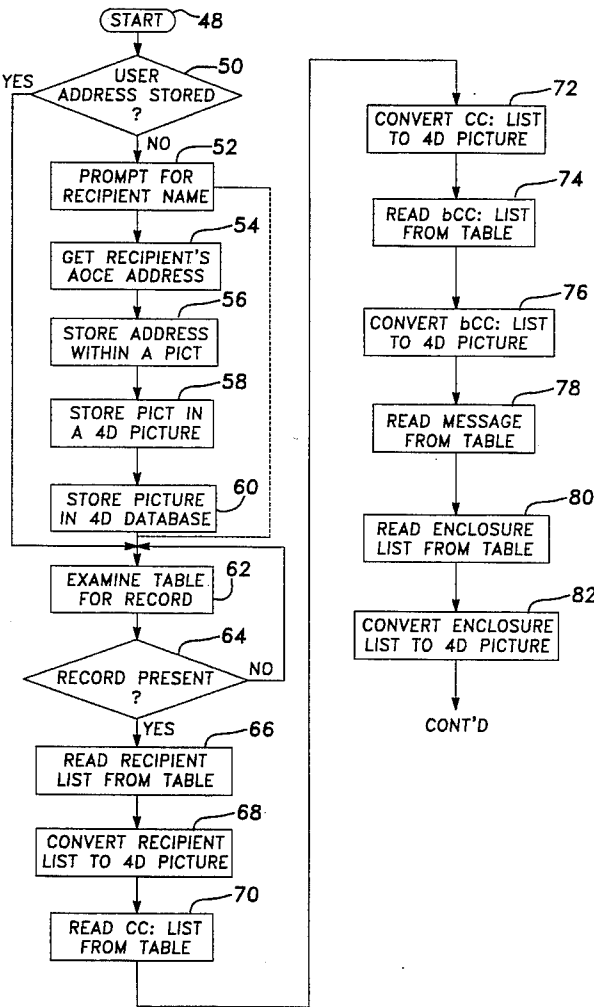 START
48
YES
USER
ADDRESS STORED
?
50
NO
52
PROMPT FOR
RECIPIENT NAME
54
GET RECIPIENT'S
AOCE ADDRESS
56
STORE ADDRESS
WITHIN A PICT
58
STORE PICT IN
A 4D PICTURE
60
STORE PICTURE
IN 4D DATABASE
62
EXAMINE TABLE
FOR RECORD
64
RECORD PRESENT
?
NO
YES
66
READ RECIPIENT
LIST FROM TABLE
68
CONVERT RECIPIENT
LIST TO 4D PICTURE
70
READ CC: LIST
FROM TABLE
72
CONVERT CC: LIST
TO 4D PICTURE
74
READ bCC: LIST
FROM TABLE
76
CONVERT bCC: LIST
TO 4D PICTURE
78
READ MESSAGE
FROM TABLE
80
READ ENCLOSURE
LIST FROM TABLE
82
CONVERT ENCLOSURE
LIST TO 4D PICTURE
CONT'D